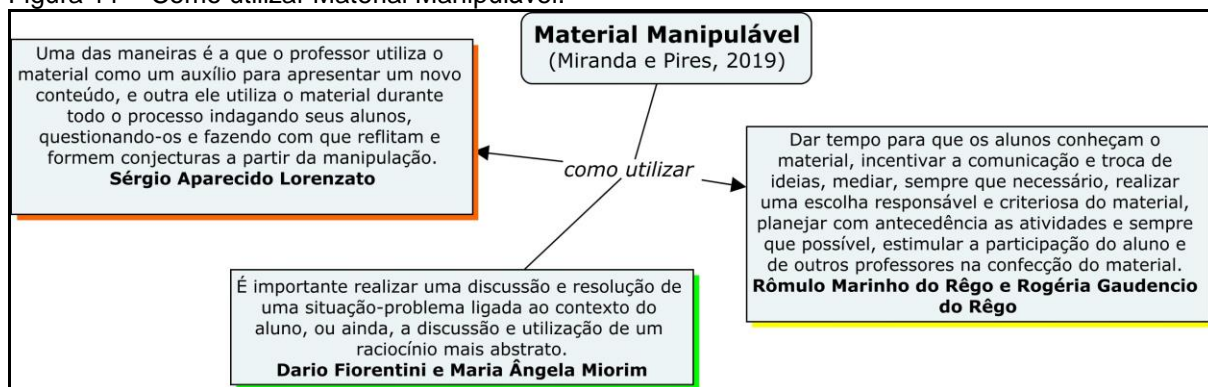 Figura 11 – Como utilizar Material Manipulável.
Material Manipulável
(Miranda e Pires, 2019)
Uma das maneiras é a que o professor utiliza o
material como um auxílio para apresentar um novo
conteúdo, e outra ele utiliza o material durante
todo o processo indagando seus alunos,
questionando-os e fazendo com que reflitam e
formem conjecturas a partir da manipulação.
Sérgio Aparecido Lorenzato
como utilizar
Dar tempo para que os alunos conheçam o
material, incentivar a comunicação e troca de
ideias, mediar, sempre que necessário, realizar
uma escolha responsável e criteriosa do material,
planejar com antecedência as atividades e sempre
que possível, estimular a participação do aluno e
de outros professores na confecção do material.
Rômulo Marinho do Rêgo e Rogéria Gaudencio
do Rêgo
É importante realizar uma discussão e resolução de
uma situação-problema ligada ao contexto do
aluno, ou ainda, a discussão e utilização de um
raciocínio mais abstrato.
Dario Fiorentini e Maria Ângela Miorim